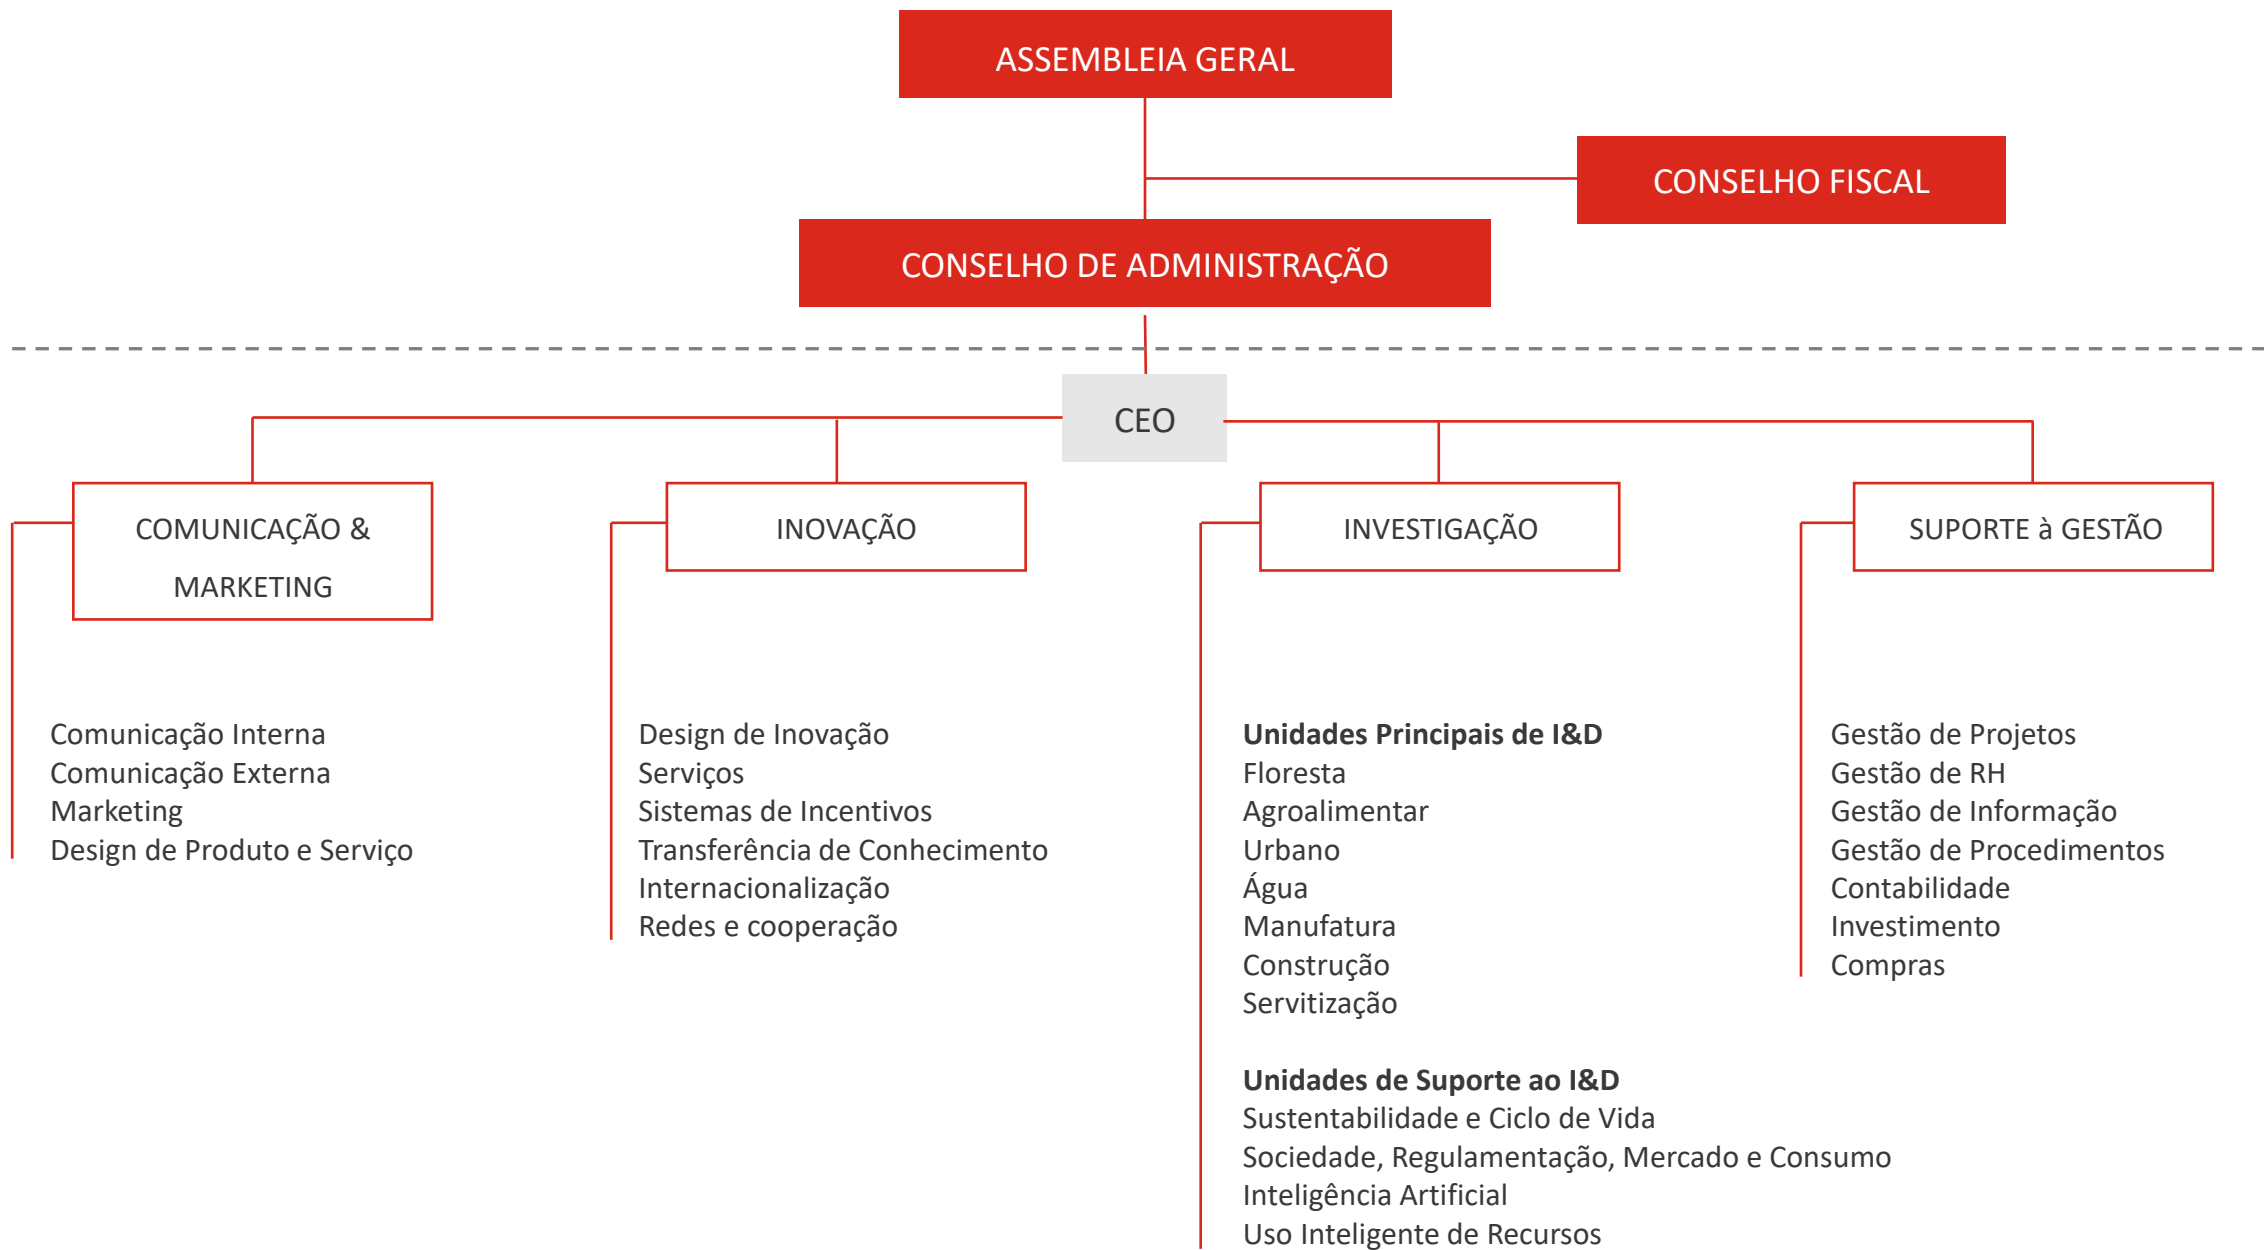 ASSEMBLEIA GERAL
CONSELHO FISCAL
CONSELHO DE ADMINISTRAÇÃO
CEO
COMUNICAÇÃO &
MARKETING
Comunicação Interna
Comunicação Externa
Marketing
Design de Produto e Serviço
INOVAÇÃO
Design de Inovação
Serviços
Sistemas de Incentivos
Transferência de Conhecimento
Internacionalização
Redes e cooperação
INVESTIGAÇÃO
Unidades Principais de I&D
Floresta
Agroalimentar
Urbano
Água
Manufatura
Construção
Servitização
Unidades de Suporte ao I&D
Sustentabilidade e Ciclo de Vida
Sociedade, Regulamentação, Mercado e Consumo
Inteligência Artificial
Uso Inteligente de Recursos
SUPORTE à GESTÃO
Gestão de Projetos
Gestão de RH
Gestão de Informação
Gestão de Procedimentos
Contabilidade
Investimento
Compras